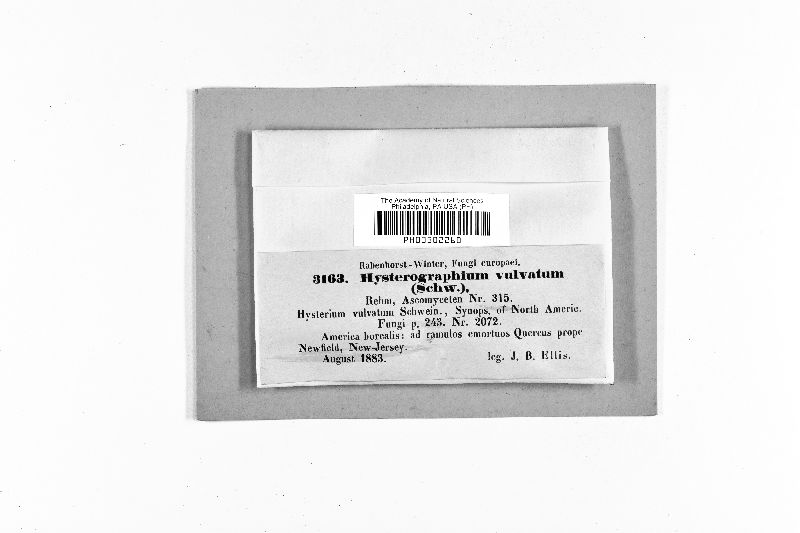 The Academy of Natural Sciences
Philadelphia, PA USA (PH)
PH00302260
Rabenhorst-Winter, Fungi europaei.
3163. Hysterographium vulvatum
(Schw.),
Rehm, Ascomyceten Nr. 315.
Hysterium vulvatum Schwein., Synops. of North Americ.
Fungi p. 243. Nr. 2072.
America borealis: ad ramulos emortuos Quercus prope
Newfield, New-Jersey.
August 1883. leg. J. B. Ellis.